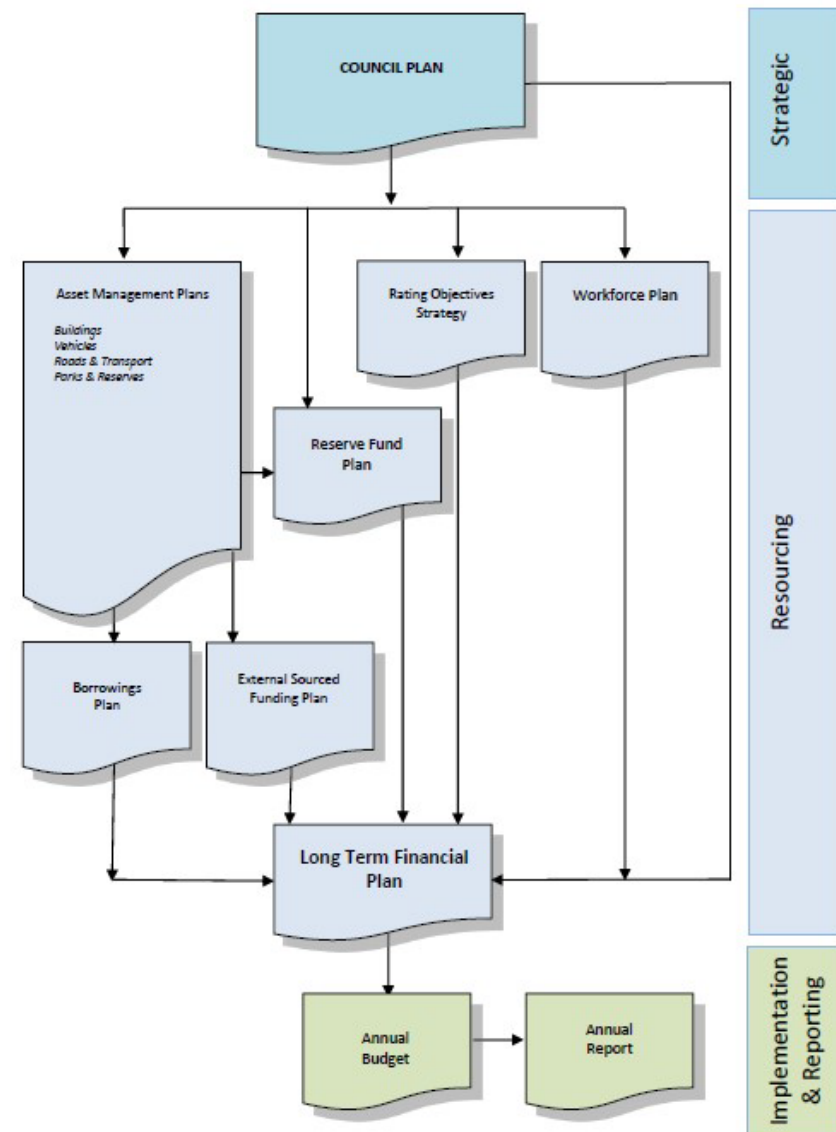 COUNCIL PLAN
Strategic
Asset Management Plans
Buildings
Vehicles
Roads & Transport
Parks & Reserves
Rating Objectives
Strategy
Workforce Plan
Reserve Fund
Plan
Resourcing
Borrowings
Plan
External Sourced
Funding Plan
Long Term Financial
Plan
Annual
Budget
Annual
Report
Implementation
& Reporting